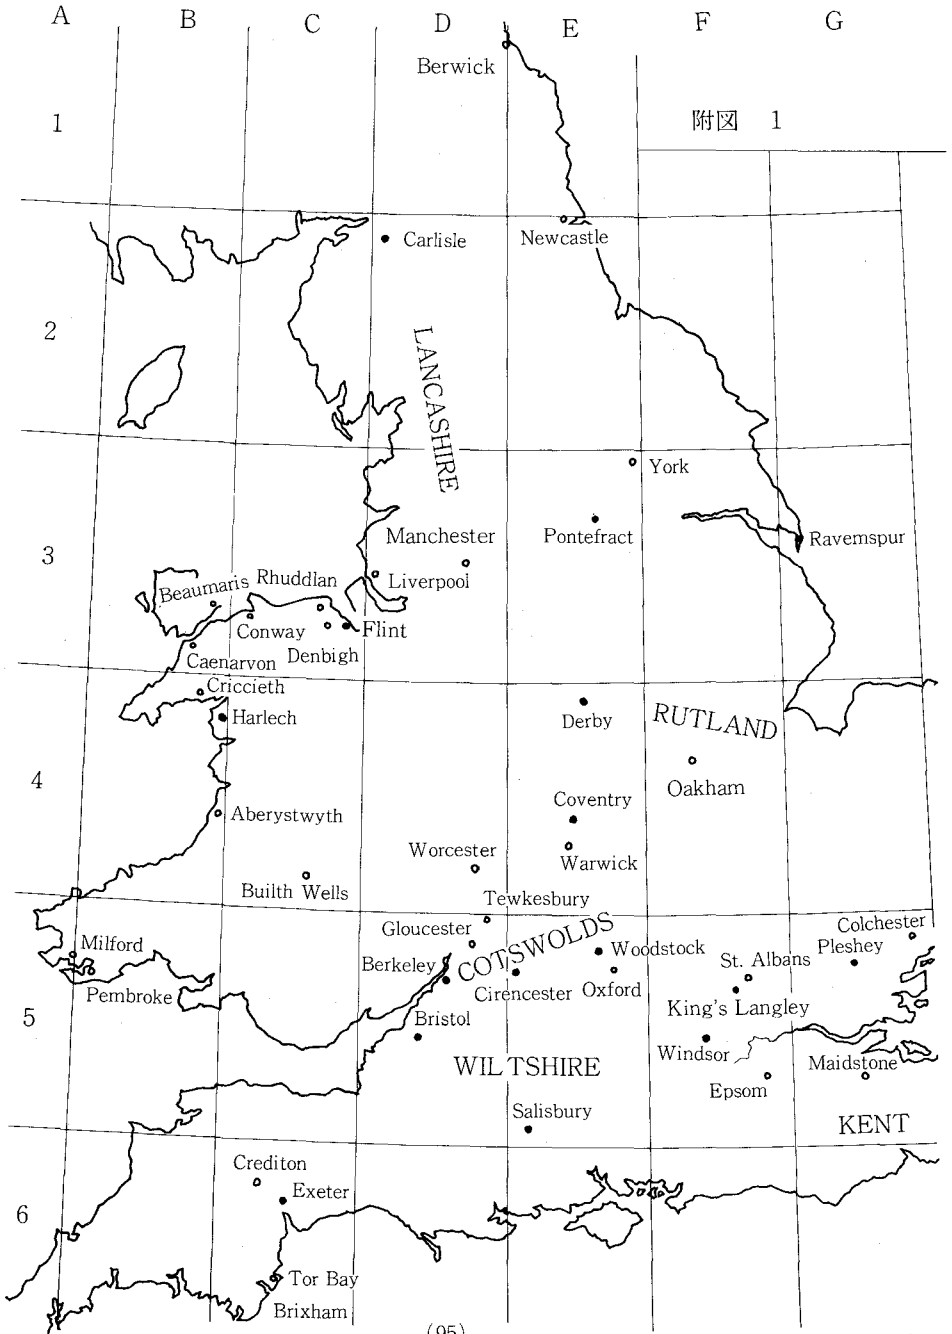 A B C D E F G
Berwick
1
附図 1
Carlisle
Newcastle
2
LANCASHIRE
York
Manchester
Pontefract
Ravemspur
3
Liverpool
Beaumaris
Rhuddlan
Conway
Flint
Denbigh
Caenarvon
Criccieth
Harlech
Derby
RUTLAND
4
Oakham
Coventry
Aberystwyth
Worcester
Warwick
Builth Wells
Tewkesbury
Gloucester
COTSWOLDS
Colchester
Milford
Woodstock
Pleshey
Berkeley
St. Albans
Pembroke
Cirencester
Oxford
King's Langley
5
Bristol
Windsor
WILTSHIRE
Maidstone
Epsom
Salisbury
KENT
Crediton
Exeter
6
Tor Bay
Brixham
(95)